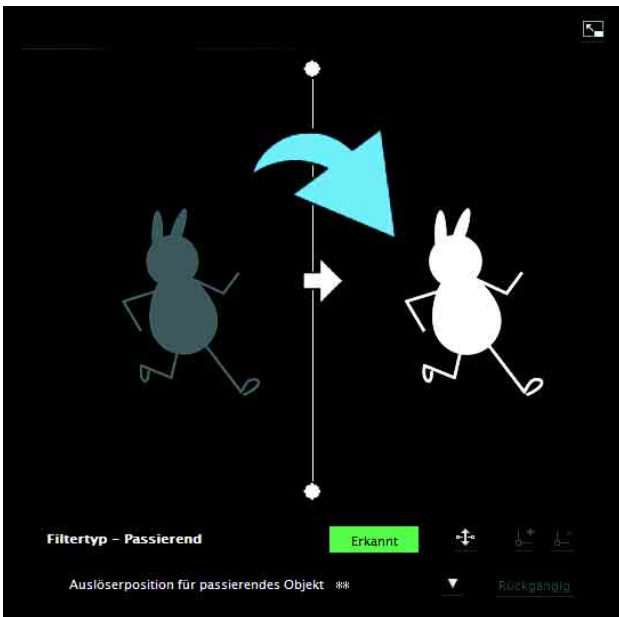 Filtertyp – Passierend Erkannt
Auslöserposition für passierendes Objekt ** Rückgängig